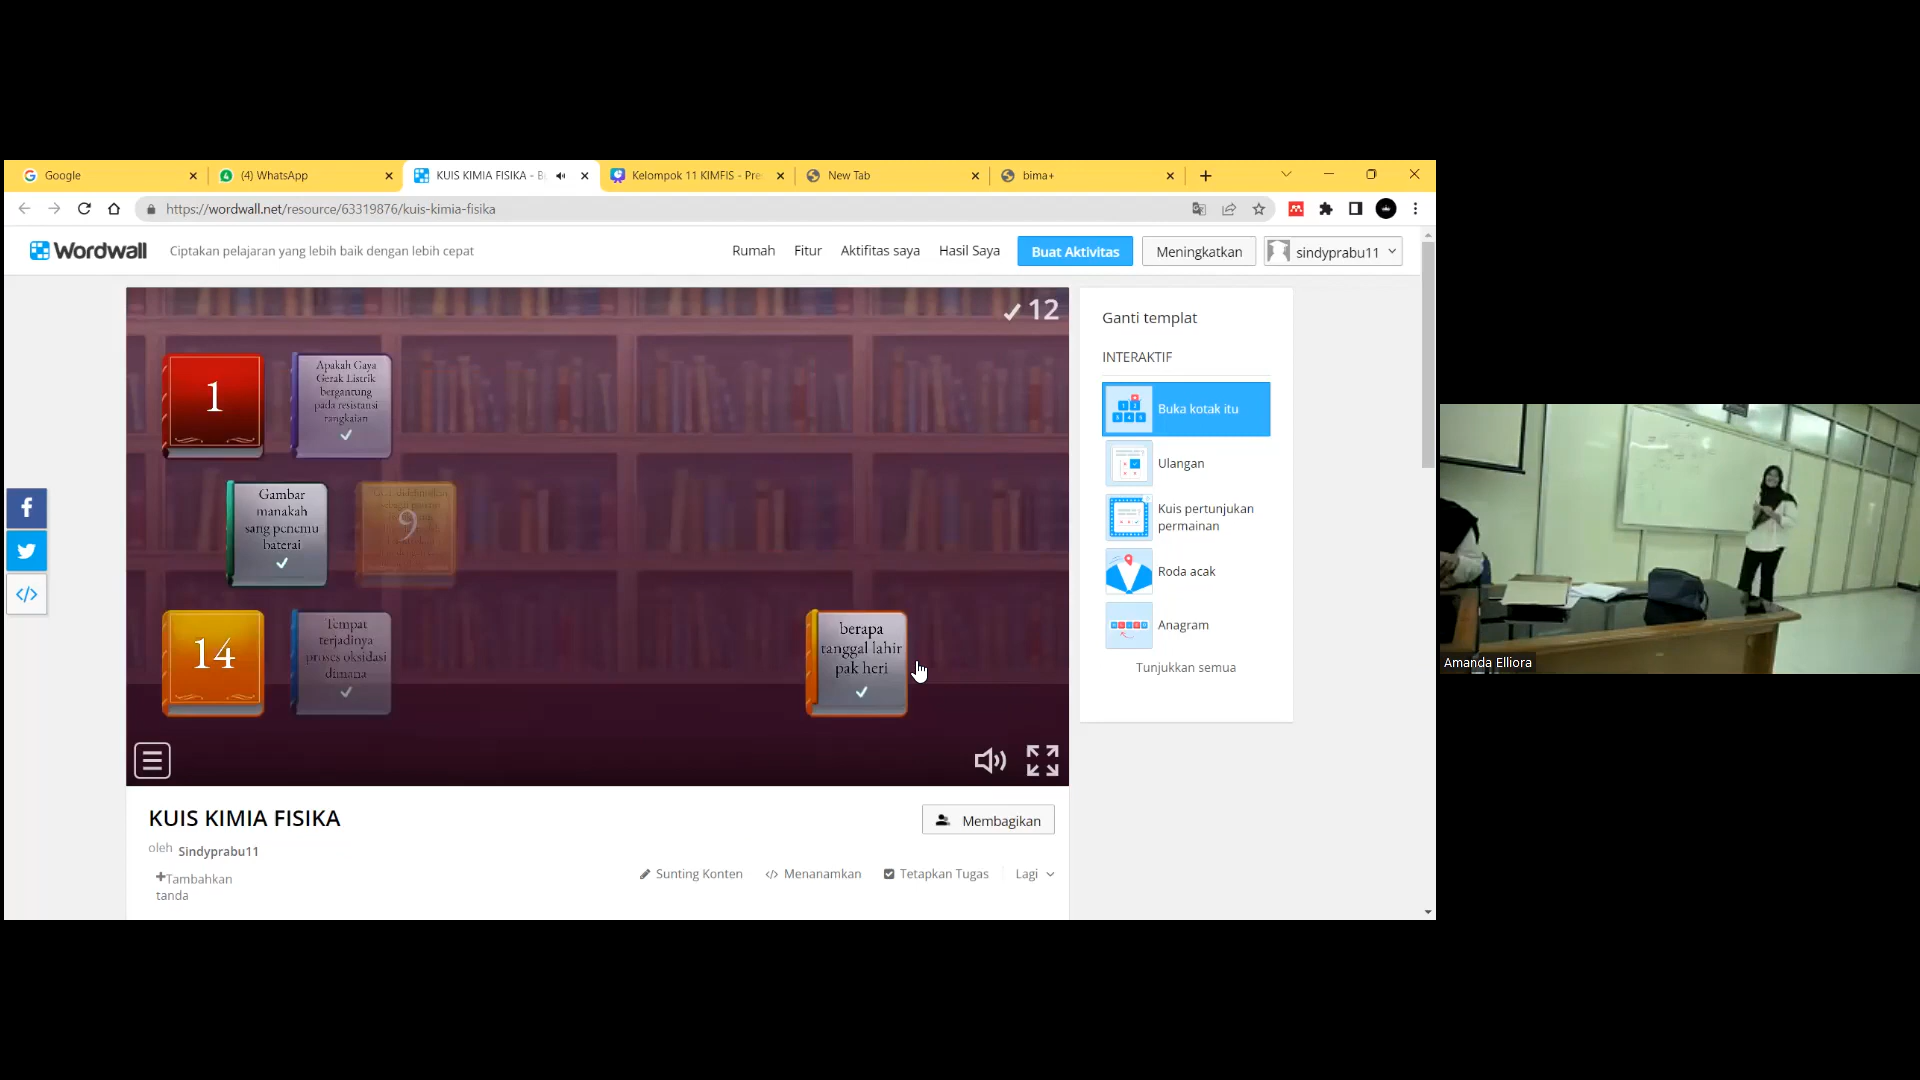 Google
(4) WhatsApp
KUIS KIMIA FISIKA - B
Kelompok 11 KIMFIS - Pre
New Tab
bima+
https://wordwall.net/resource/63319876/kuis-kimia-fisika
Wordwall
Ciptakan pelajaran yang lebih baik dengan lebih cepat
Rumah
Fitur
Aktifitas saya
Hasil Saya
Buat Aktivitas
Meningkatkan
sindyprabu11
12
1
Apakah Gaya
Gerak Listrik
bergantung
pada resistansi
rangkaian
Gambar
manakah
sang penemu
baterai
9
14
Tempat
terjadinya
proses oksidasi
dimana
berapa
tanggal lahir
pak heri
Ganti templat
INTERAKTIF
Buka kotak itu
Ulangan
Kuis pertunjukan
permainan
Roda acak
Anagram
Tunjukkan semua
KUIS KIMIA FISIKA
oleh Sindyprabu11
Membagikan
+Tambahkan
tanda
Sunting Konten
Menanamkan
Tetapkan Tugas
Lagi
Amanda Elliora